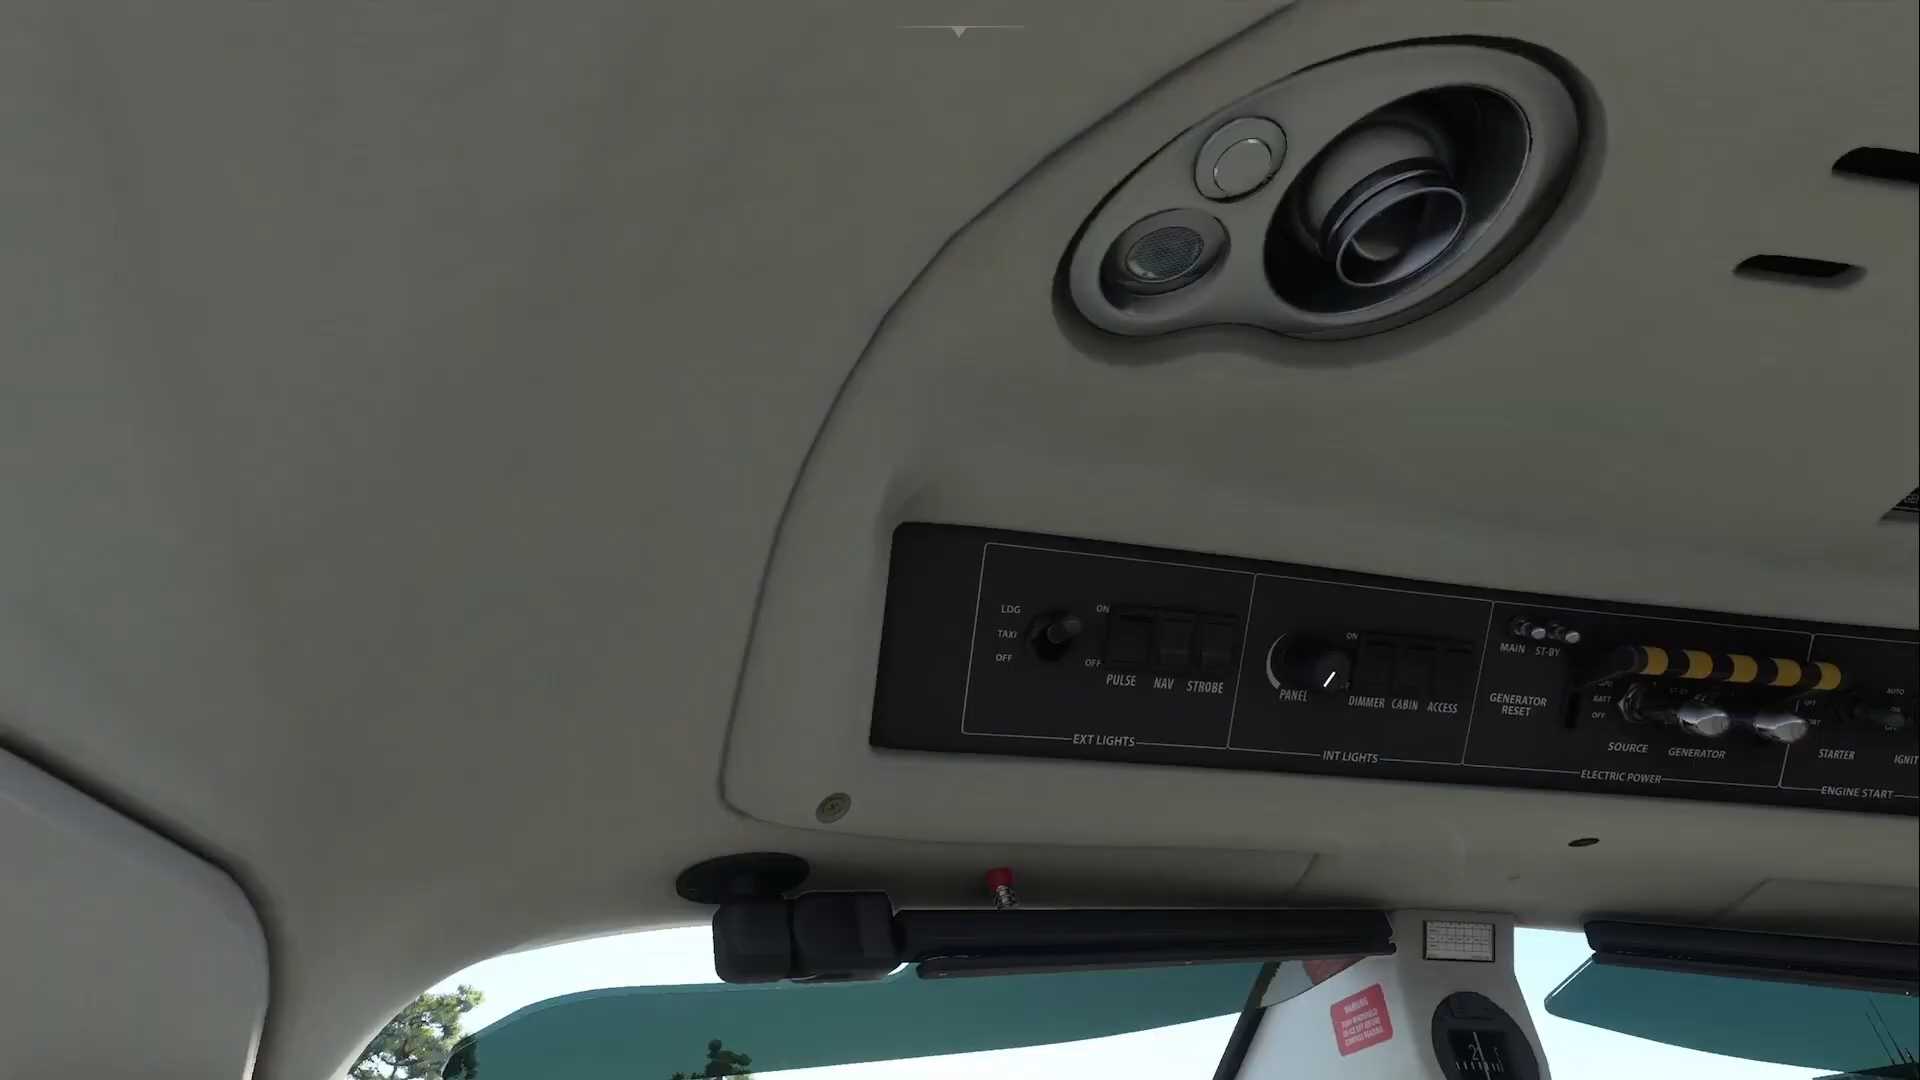 LDG
TAXI
OFF
ON
OFF
PULSE NAV STROBE
EXT LIGHTS
PANEL
ON
DIMMER CABIN ACCESS
INT LIGHTS
MAIN ST-BY
GENERATOR
RESET
BATT
OFF
SOURCE GENERATOR
ELECTRIC POWER
OFF
STARTER
AUTO
ENGINE START
WARNING